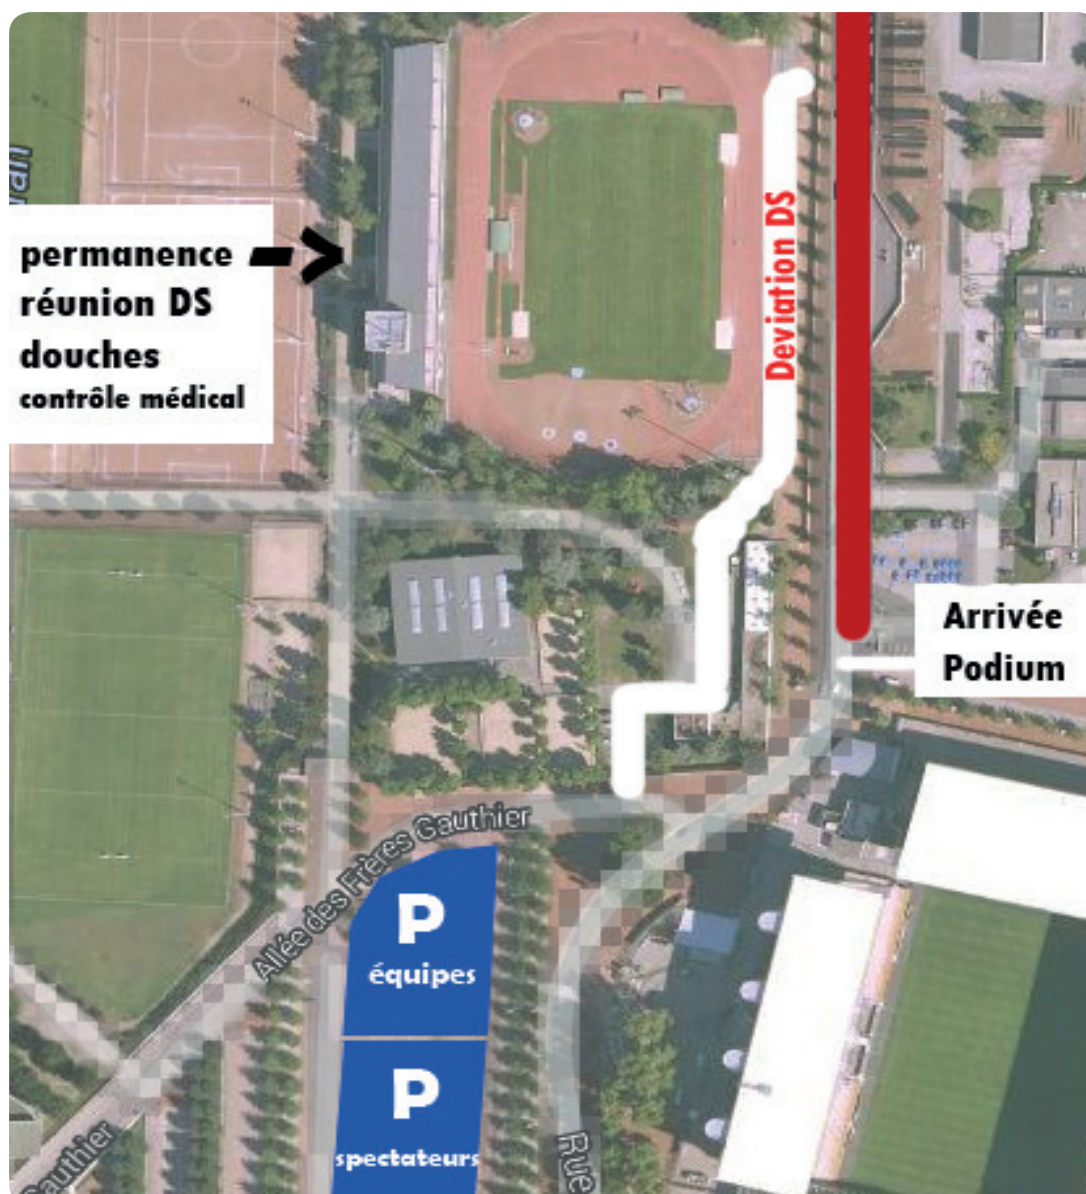 permanence
réunion DS
douches
contrôle médical
Deviation DS
Arrivée
Podium
Allée des Frères Gauthier
P
équipes
P
spectateurs
Gauthier
Rue